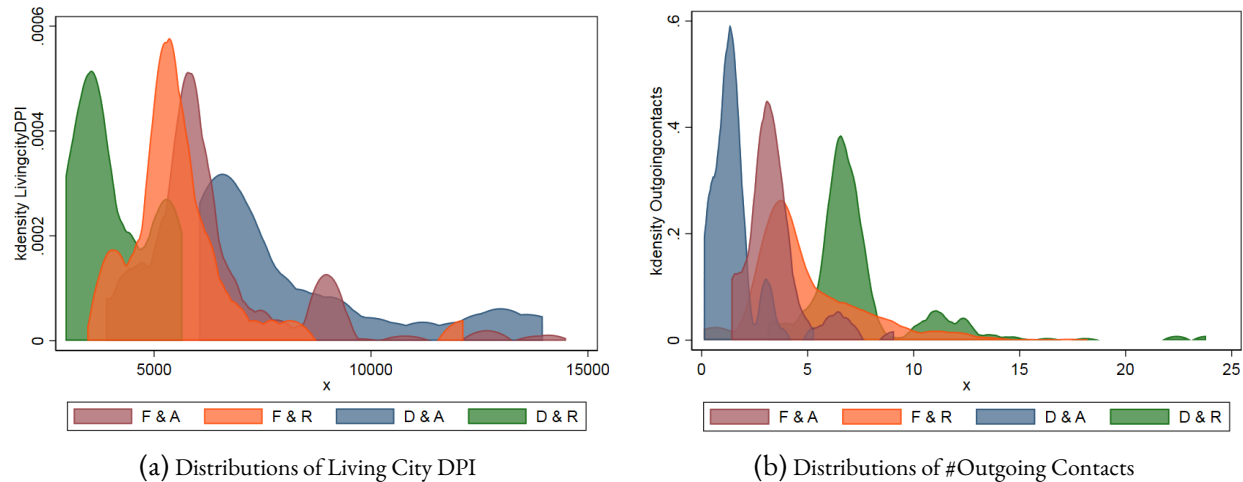 kdensity LivingcityDPI
.0006
.0004
.0002
0
5000 10000 15000
x
F & A F & R D & A D & R
(a) Distributions of Living City DPI
kdensity Outgoingcontacts
.6
.4
.2
0
0 5 10 15 20 25
x
F & A F & R D & A D & R
(b) Distributions of #Outgoing Contacts